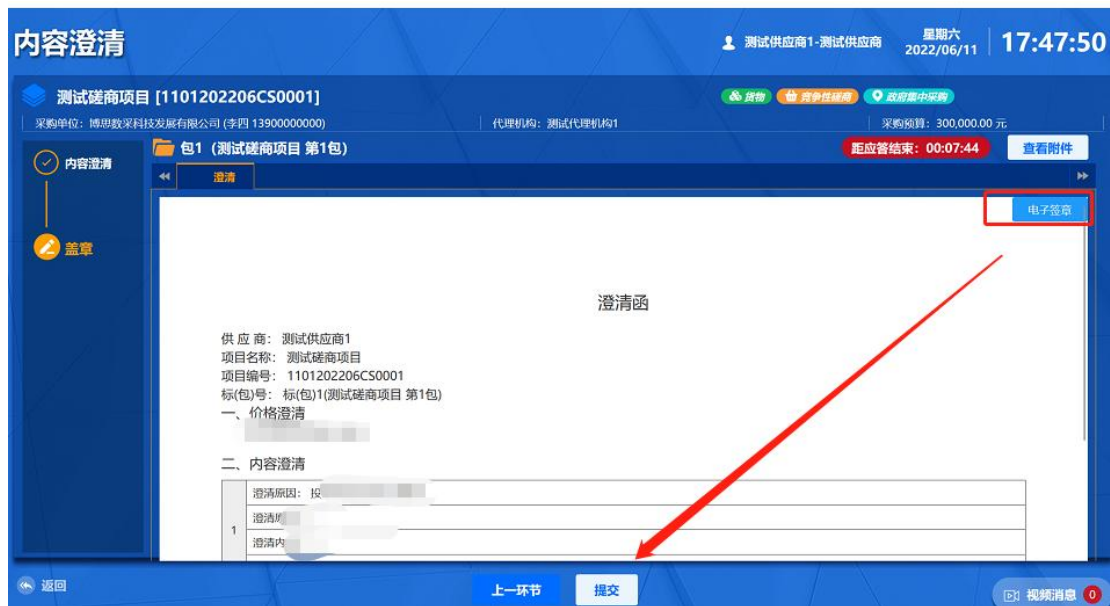 内容澄清
测试供应商1-测试供应商
星期六
2022/06/11
17:47:50
测试磋商项目 [1101202206CS0001]
货物
竞争性磋商
政府集中采购
采购单位：博思数采科技发展有限公司 (李四 13900000000)
代理机构：测试代理机构1
采购预算：300,000.00 元
内容澄清
盖章
包1（测试磋商项目 第1包）
距应答结束：00:07:44
查看附件
澄清
电子签章
澄清函
供 应 商： 测试供应商1
项目名称： 测试磋商项目
项目编号： 1101202206CS0001
标(包)号： 标(包)1(测试磋商项目 第1包)
一、价格澄清
二、内容澄清
1
澄清原因：投
澄清
澄清内
返回
上一环节
提交
视频消息 0